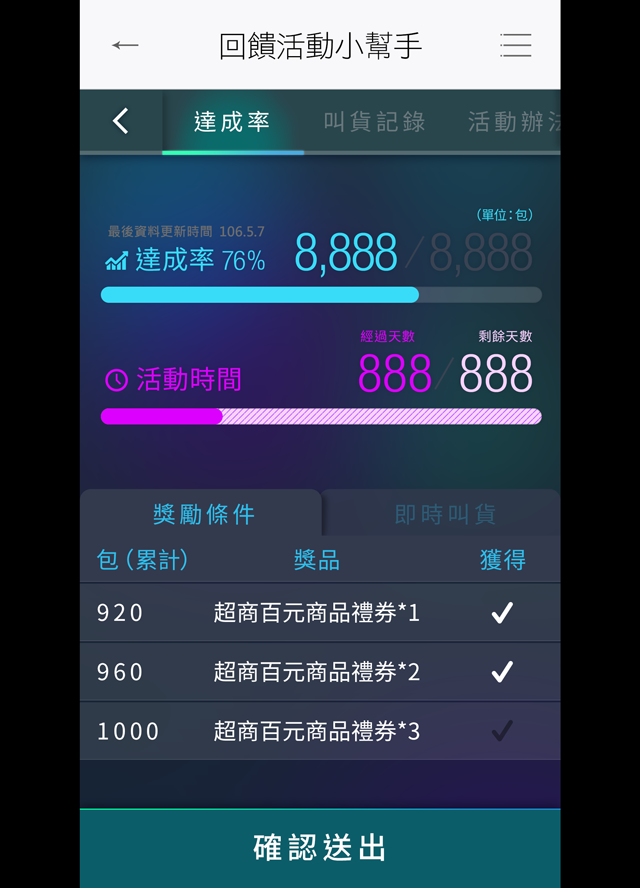 回饋活動小幫手
達成率 叫貨記錄 活動辦法
(單位:包)
最後資料更新時間 106.5.7
達成率 76% 8,888/8,888
經過天數 剩餘天數
活動時間 888/888
獎勵條件 即時叫貨
包(累計) 獎品 獲得
920 超商百元商品禮券*1
960 超商百元商品禮券*2
1000 超商百元商品禮券*3
確認送出